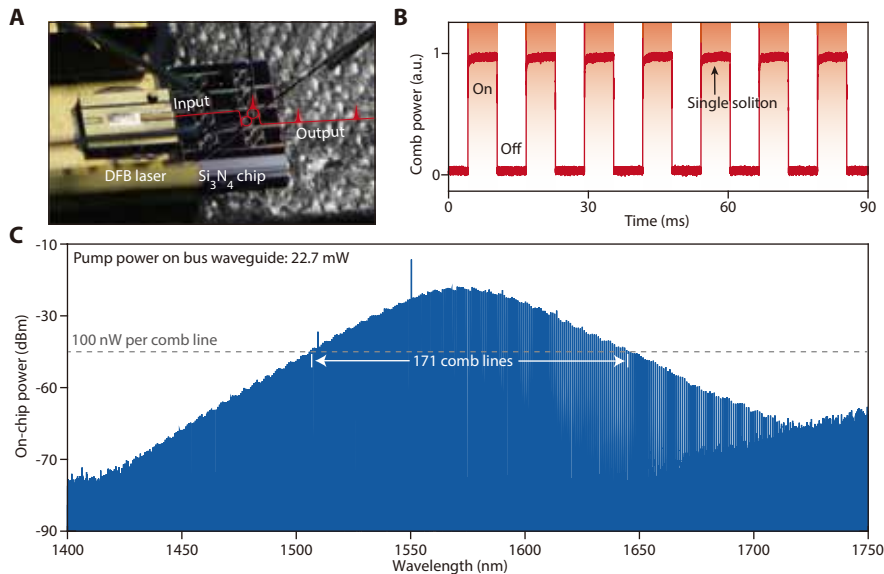 A
Input
Output
DFB laser
Si₃N₄ chip
B
Comb power (a.u.)
1
0
On
Off
Single soliton
0
30
60
90
Time (ms)
C
On-chip power (dBm)
-10
-30
-50
-70
-90
Pump power on bus waveguide: 22.7 mW
100 nW per comb line
171 comb lines
1400
1450
1500
1550
1600
1650
1700
1750
Wavelength (nm)